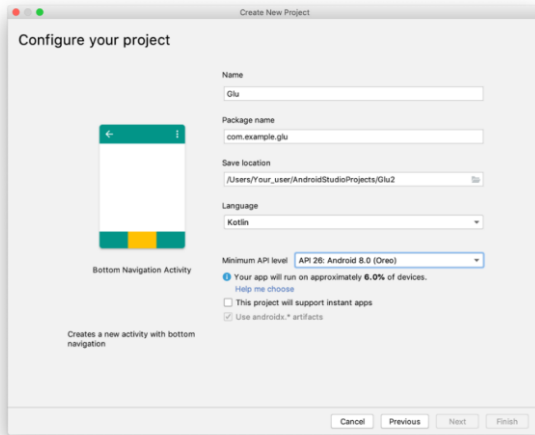 Create New Project
Configure your project
Name
Glu
Package name
com.example.glu
Save location
/Users/Your_user/AndroidStudioProjects/Glu2
Language
Kotlin
Minimum API level API 26: Android 8.0 (Oreo)
Your app will run on approximately 6.0% of devices.
Help me choose
This project will support instant apps
Use androidx.* artifacts
Bottom Navigation Activity
Creates a new activity with bottom
navigation
Cancel Previous Next Finish